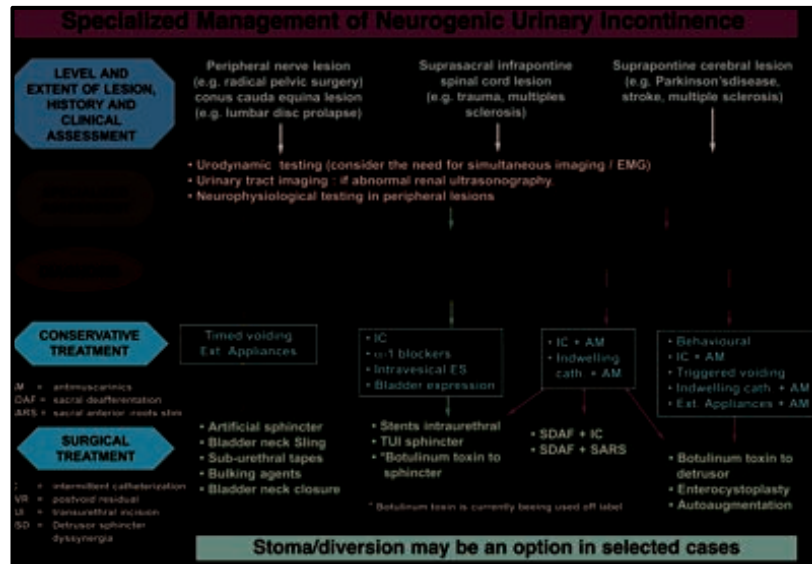 Specialized Management of Neurogenic Urinary Incontinence
LEVEL AND
EXTENT OF LESION,
HISTORY AND
CLINICAL
ASSESSMENT
Peripheral nerve lesion
(e.g. radical pelvic surgery)
conus cauda equina lesion
(e.g. lumbar disc prolapse)
Suprasacral infrapontine
spinal cord lesion
(e.g. trauma, multiples
sclerosis)
Suprapontine cerebral lesion
(e.g. Parkinson'sdisease,
stroke, multiple sclerosis)
• Urodynamic testing (consider the need for simultaneous imaging / EMG)
• Urinary tract imaging : if abnormal renal ultrasonography.
• Neurophysiological testing in peripheral lesions
CONSERVATIVE
TREATMENT
Timed voiding
Ext. Appliances
• IC
• α-1 blockers
• Intravesical ES
• Bladder expression
• IC + AM
• Indwelling
cath. + AM
• Behavioural
• IC + AM
• Triggered voiding
• Indwelling cath. + AM
• Ext. Appliances + AM
= antimuscarinics
DAF = sacral deafferentation
ARS = sacral anterior roots
SURGICAL
TREATMENT
• Artificial sphincter
• Bladder neck Sling
• Sub-urethral tapes
• Bulking agents
• Bladder neck closure
• Stents intraurethral
• TUI sphincter
• *Botulinum toxin to
sphincter
• SDAF + IC
• SDAF + SARS
• Botulinum toxin to
detrusor
• Enterocystoplasty
• Autoaugmentation
= intermittent catheterization
VR = postvoid residual
UI = transurethral incision
SD = Detrusor sphincter
dyssynergia
* Botulinum toxin is currently beeing used off label
Stoma/diversion may be an option in selected cases